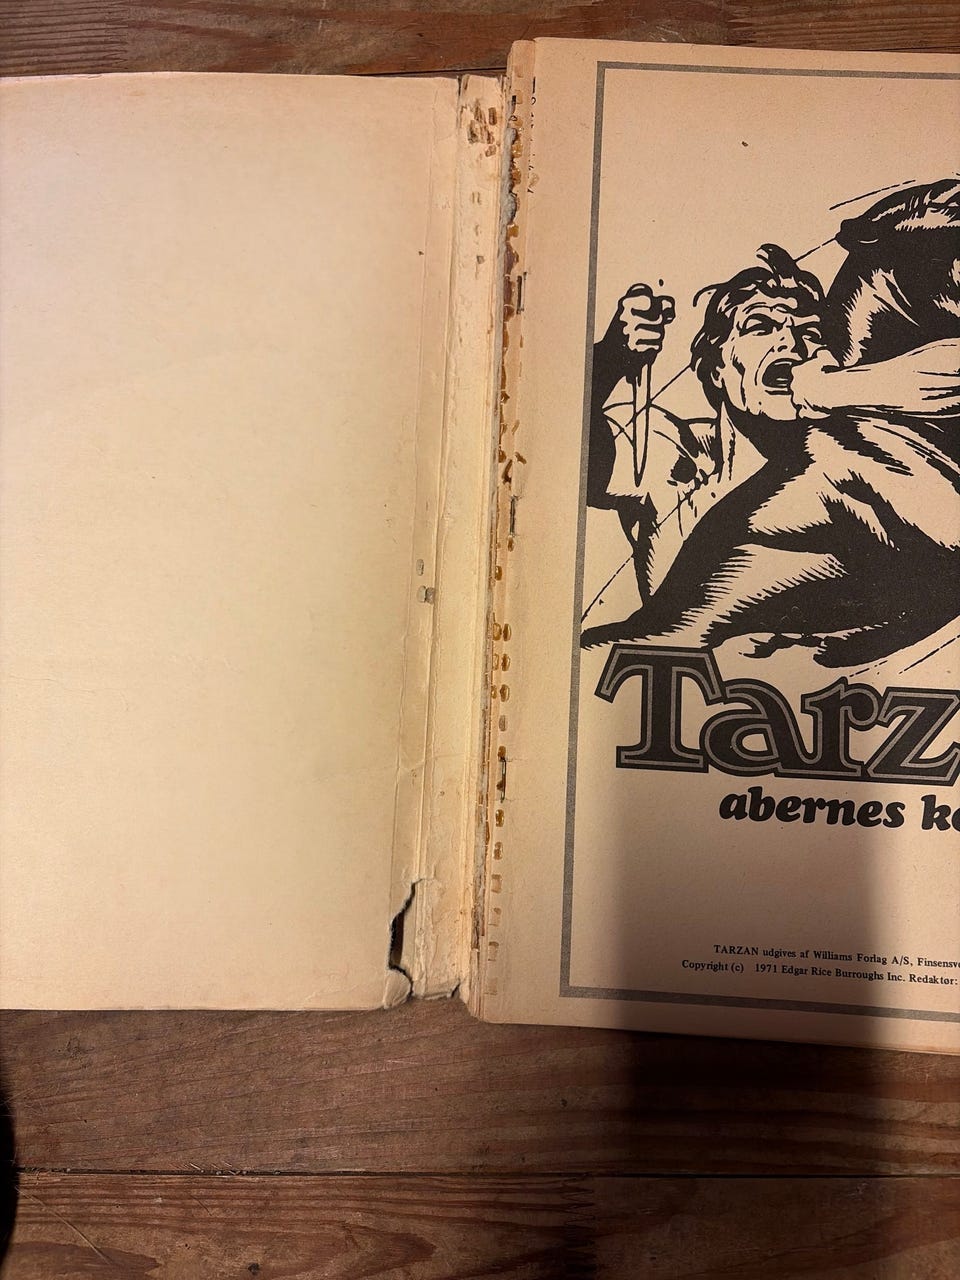 Tarz
abernes k
TARZAN udgives af Williams Forlag A/S, Finsensv
Copyright (c) 1971 Edgar Rice Burroughs Inc. Redaktør: